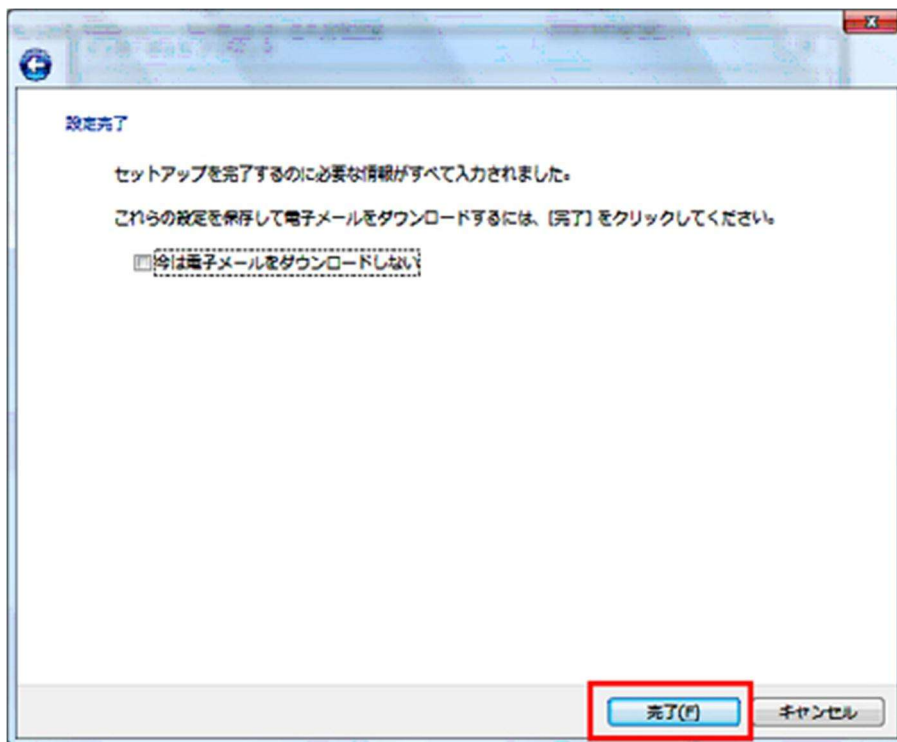 設定完了
セットアップを完了するのに必要な情報がすべて入力されました。
これらの設定を保存して電子メールをダウンロードするには、[完了] をクリックしてください。
今は電子メールをダウンロードしない
完了(F)
キャンセル